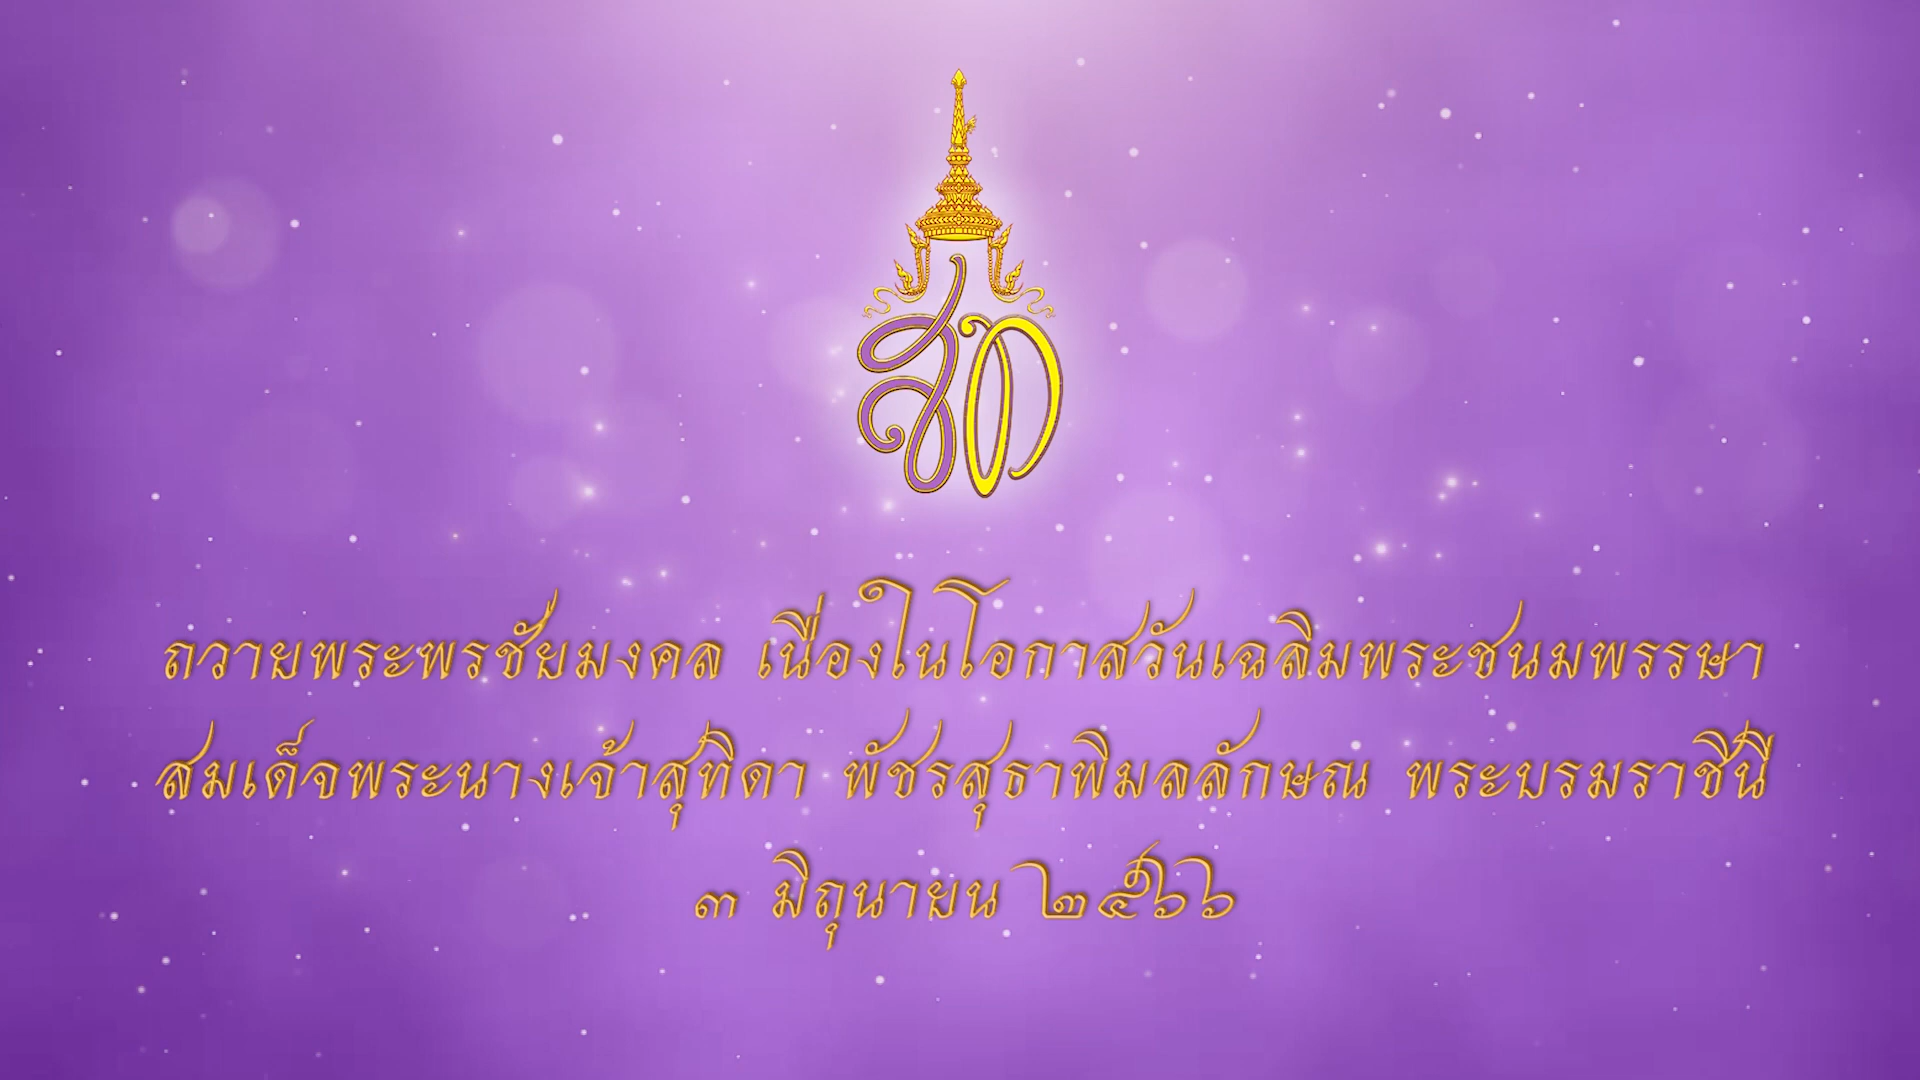 สท
ถวายพระพรชัยมงคล เนื่องในโอกาสวันเฉลิมพระชนมพรรษา
สมเด็จพระนางเจ้าสุทิดา พัชรสุธาพิมลลักษณ พระบรมราชินี
๓ มิถุนายน ๒๕๖๖